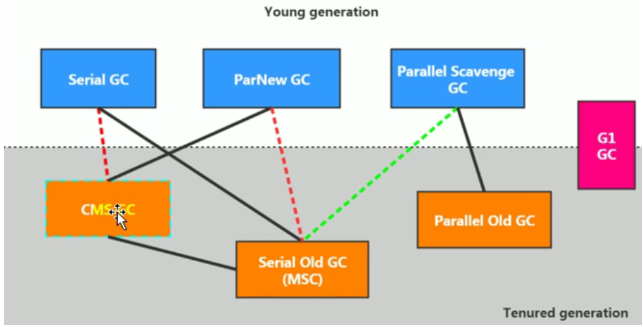 Young generation
Serial GC
ParNew GC
Parallel Scavenge
GC
G1
GC
CMS GC
Parallel Old GC
Serial Old GC
(MSC)
Tenured generation